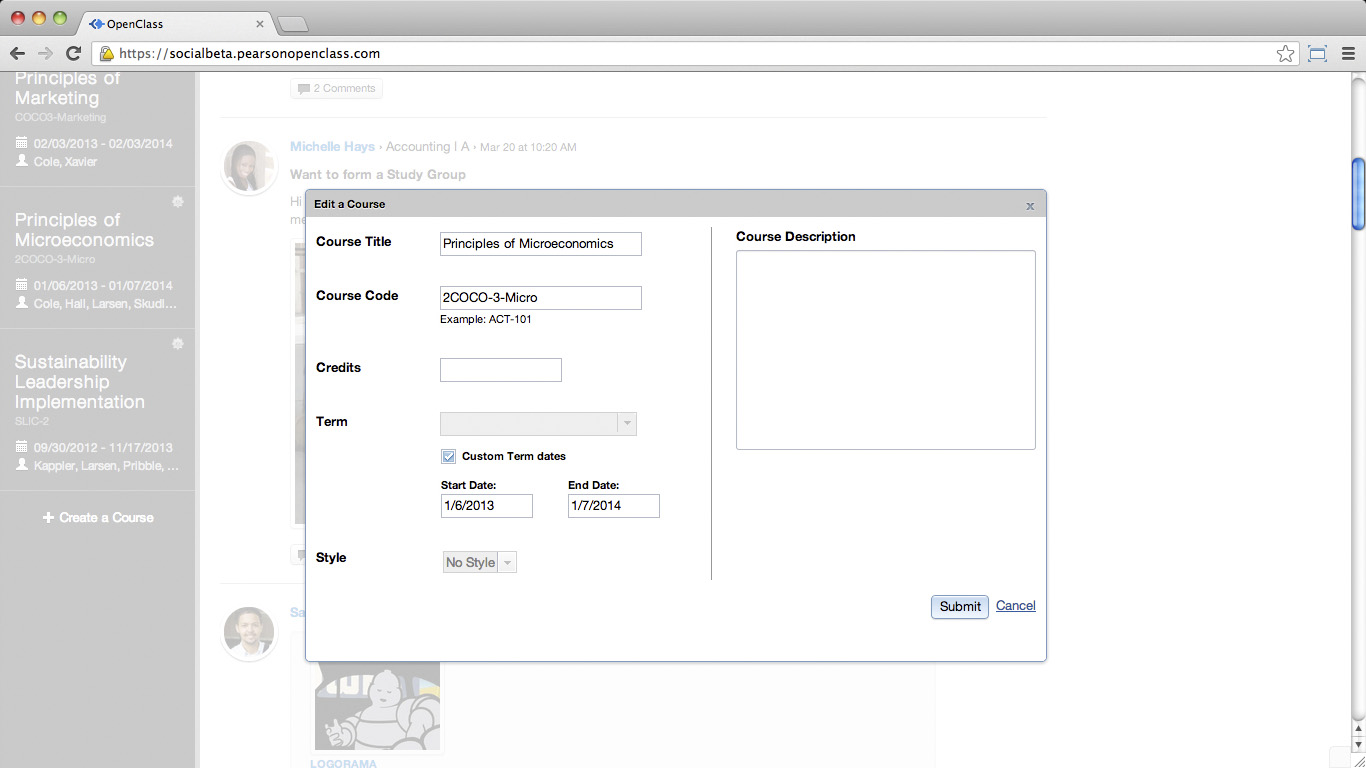 OpenClass
https://socialbeta.pearsonopenclass.com
Principles of
Marketing
COCO3-Marketing
02/03/2013 - 02/03/2014
Cole, Xavier
Principles of
Microeconomics
2COCO-3-Micro
01/06/2013 - 01/07/2014
Cole, Hall, Larsen, Skudl...
Sustainability
Leadership
Implementation
SLIC-2
09/30/2012 - 11/17/2013
Kappler, Larsen, Pribble, ...
+ Create a Course
2 Comments
Michelle Hays › Accounting | A · Mar 20 at 10:20 AM
Want to form a Study Group
Hi
me
Edit a Course x
Course Title Principles of Microeconomics
Course Code 2COCO-3-Micro
Example: ACT-101
Credits
Term
Custom Term dates
Start Date: End Date:
1/6/2013 1/7/2014
Style No Style
Course Description
Submit Cancel
Sa
LOGORAMA